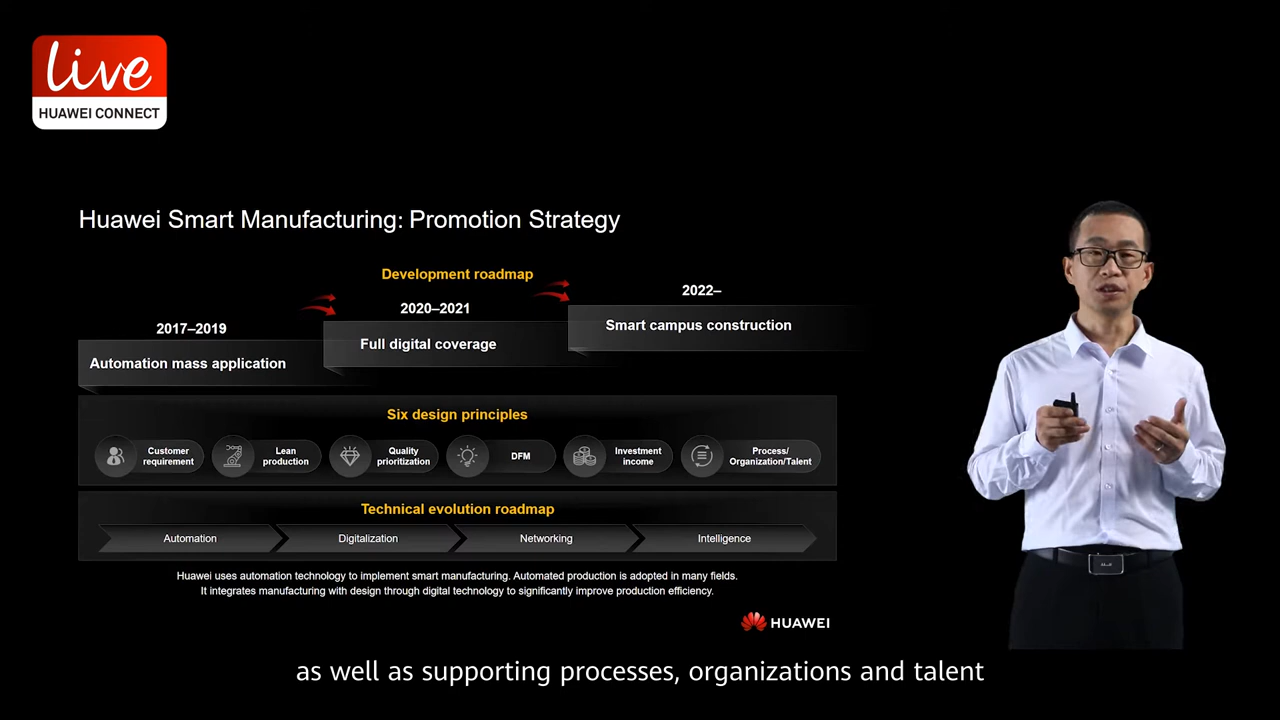 live
HUAWEI CONNECT
Huawei Smart Manufacturing: Promotion Strategy
Development roadmap
2017–2019
2020–2021
2022–
Automation mass application
Full digital coverage
Smart campus construction
Six design principles
Customer
requirement
Lean
production
Quality
prioritization
DFM
Investment
income
Process/
Organization/Talent
Technical evolution roadmap
Automation
Digitalization
Networking
Intelligence
Huawei uses automation technology to implement smart manufacturing. Automated production is adopted in many fields.
It integrates manufacturing with design through digital technology to significantly improve production efficiency.
HUAWEI
as well as supporting processes, organizations and talent